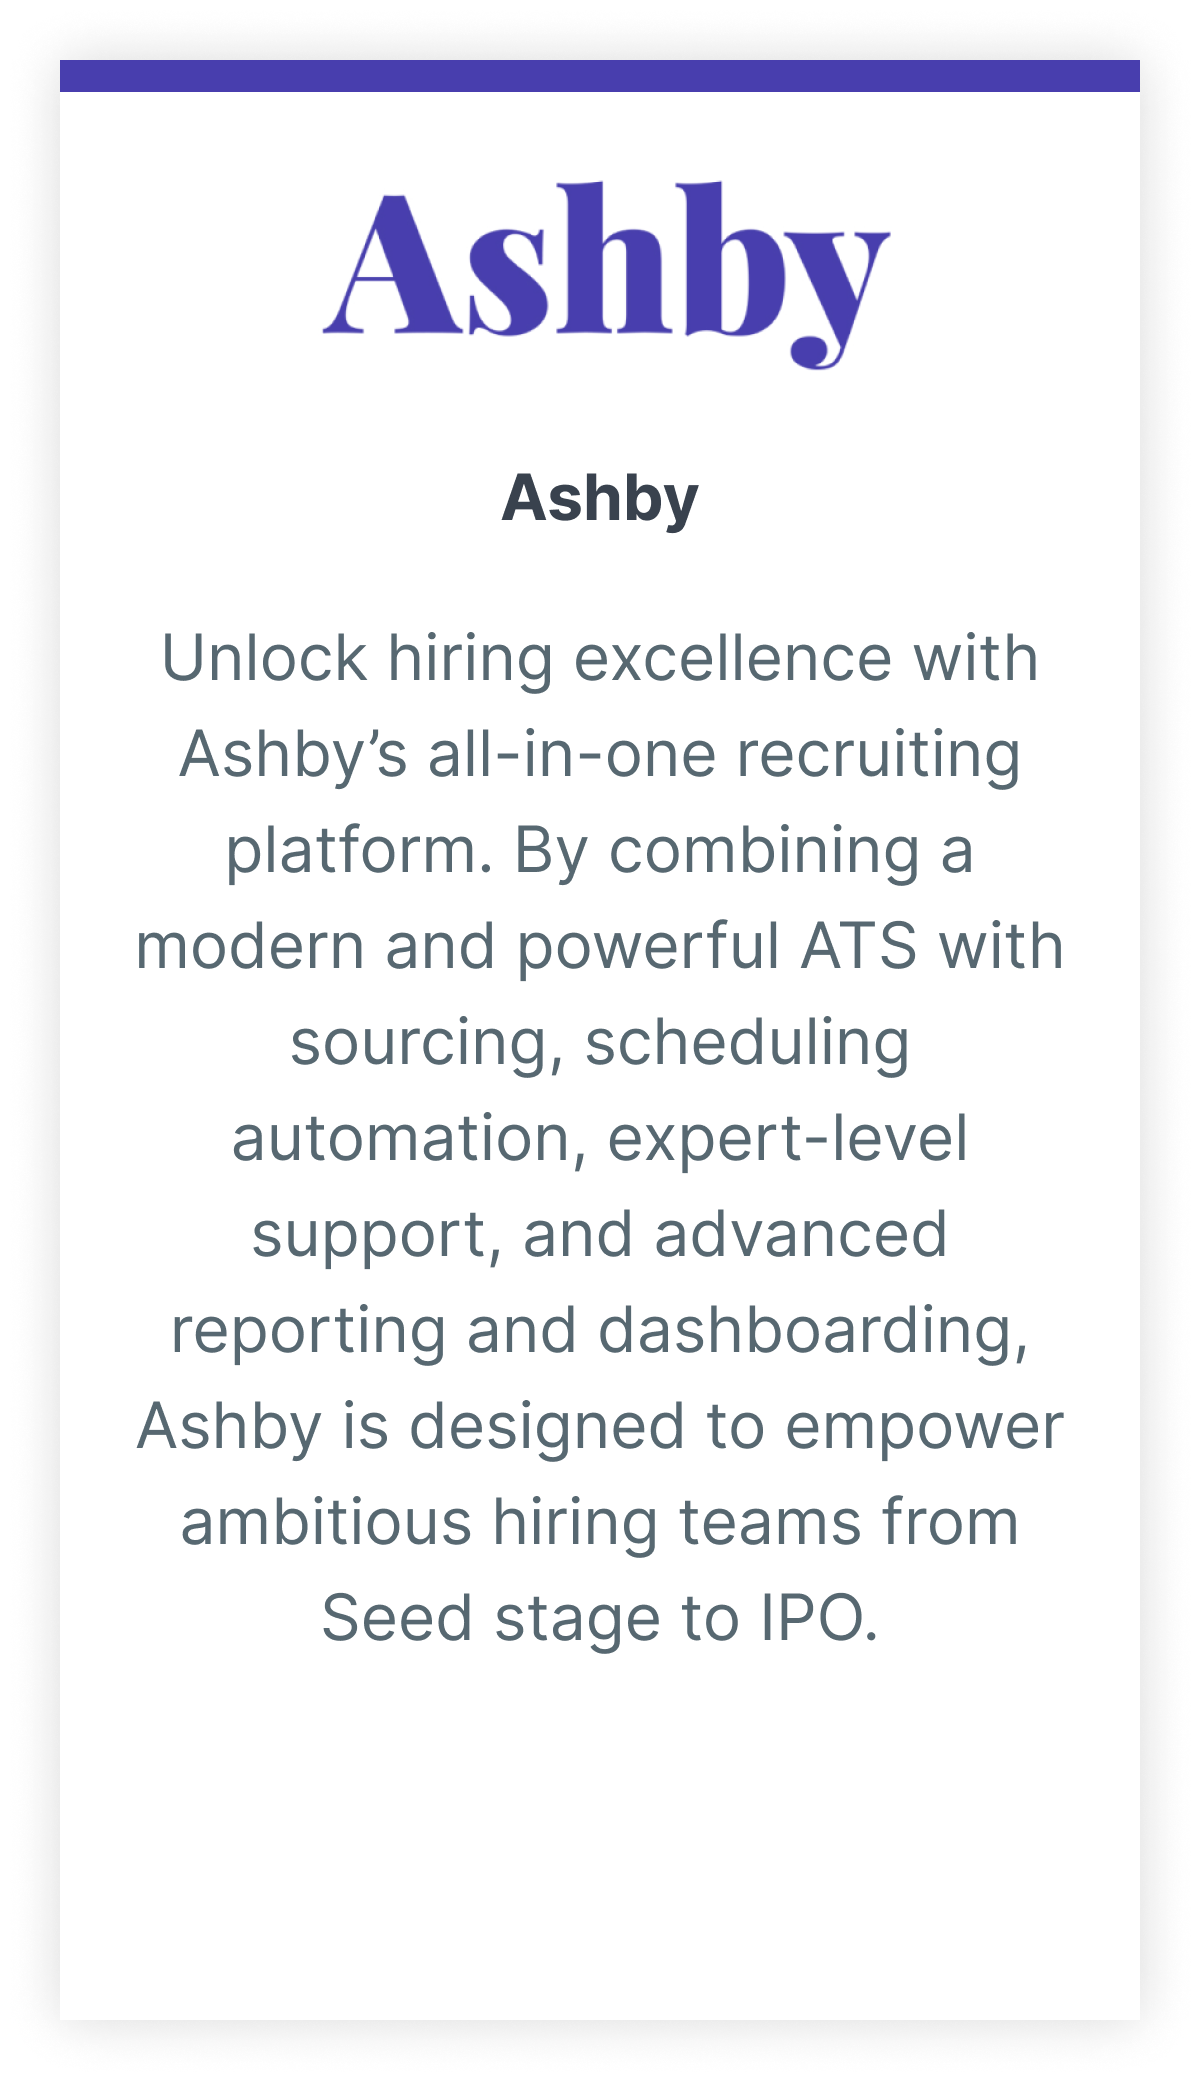 Ashby
Ashby
Unlock hiring excellence with
Ashby’s all-in-one recruiting
platform. By combining a
modern and powerful ATS with
sourcing, scheduling
automation, expert-level
support, and advanced
reporting and dashboarding,
Ashby is designed to empower
ambitious hiring teams from
Seed stage to IPO.